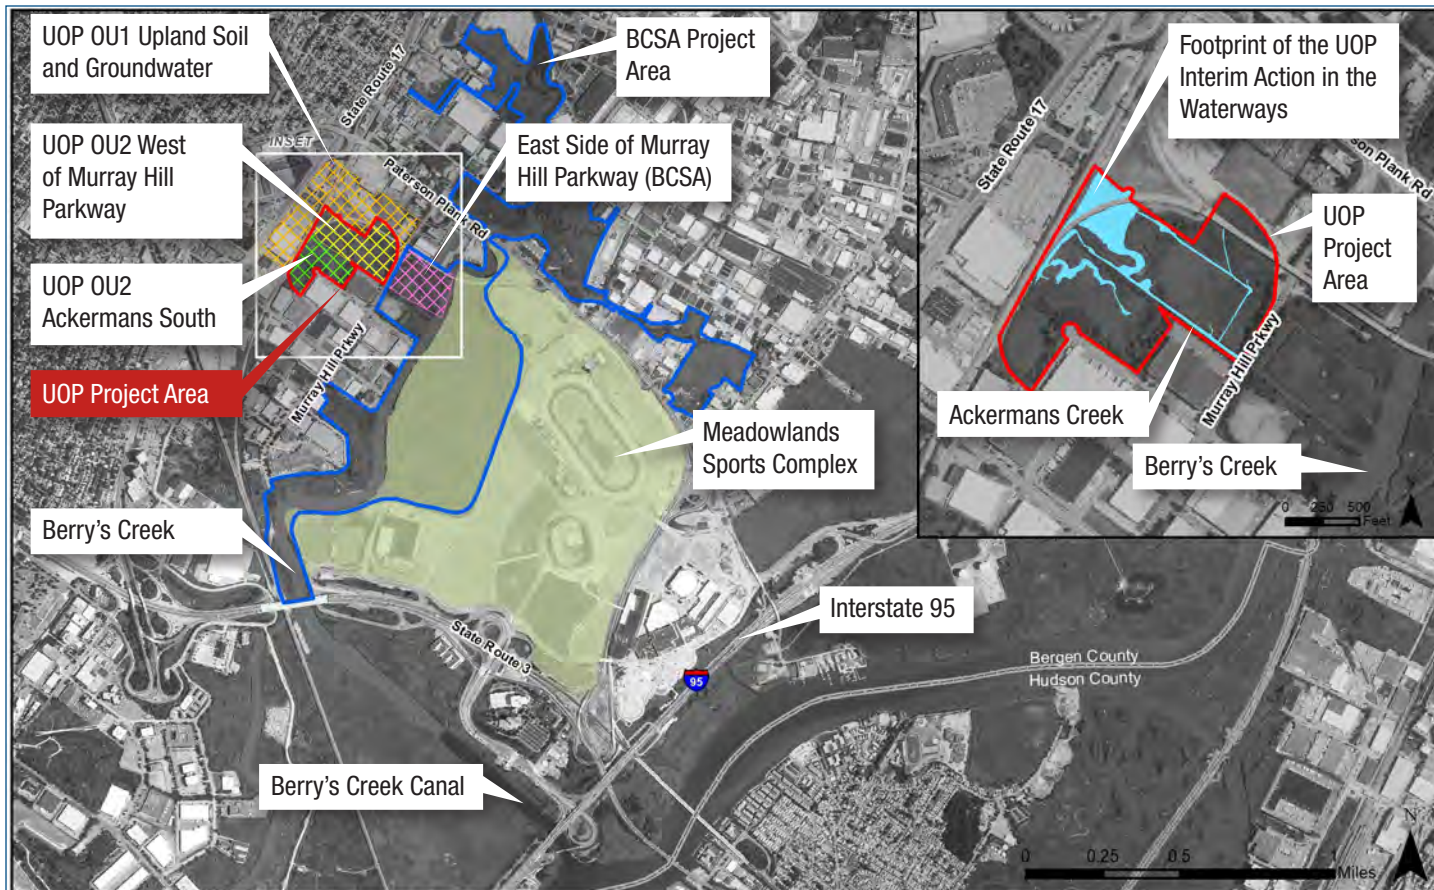 UOP OU1 Upland Soil
and Groundwater
State Route 17
BCSA Project
Area
INSET
UOP OU2 West
of Murray Hill
Parkway
Paterson Plank Rd
East Side of Murray
Hill Parkway (BCSA)
UOP OU2
Ackermans South
UOP Project Area
Murray Hill Prkwy
Meadowlands
Sports Complex
Berry's Creek
State Route 3
Interstate 95
95
Bergen County
Hudson County
Berry's Creek Canal
0 0.25 0.5 1
Miles
N
Footprint of the UOP
Interim Action in the
Waterways
State Route 17
son Plank Rd
UOP
Project
Area
Murray Hill Prkwy
Ackermans Creek
Berry's Creek
0 250 500
Feet
N